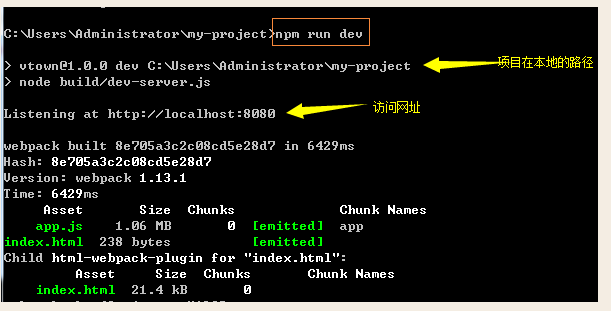 C:\Users\Administrator\my-project>npm run dev
> vtown@1.0.0 dev C:\Users\Administrator\my-project
项目在本地的路径
> node build/dev-server.js
Listening at http://localhost:8080
访问网址
webpack built 8e705a3c2c08cd5e28d7 in 6429ms
Hash: 8e705a3c2c08cd5e28d7
Version: webpack 1.13.1
Time: 6429ms
Asset Size Chunks Chunk Names
app.js 1.06 MB 0 [emitted] app
index.html 238 bytes [emitted]
Child html-webpack-plugin for "index.html":
Asset Size Chunks Chunk Names
index.html 21.4 kB 0